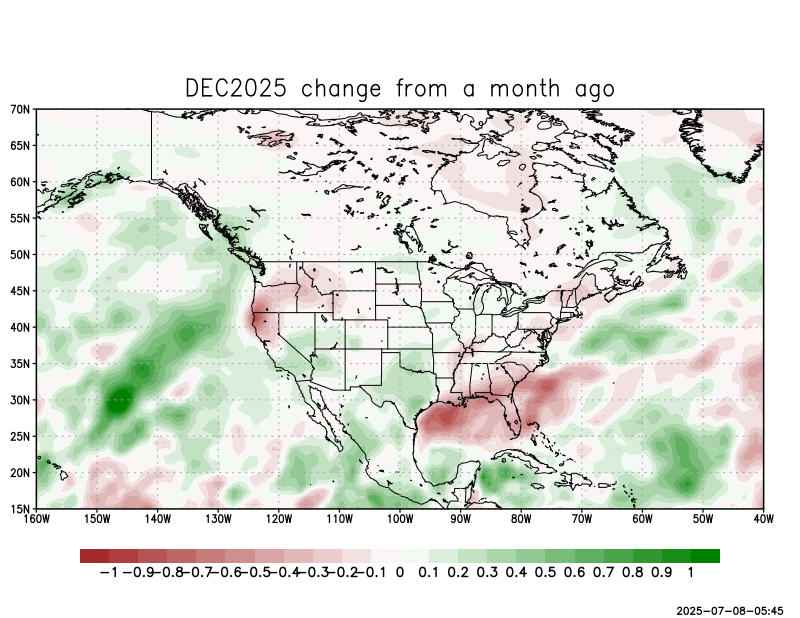 DEC2025 change from a month ago
70N
65N
60N
55N
50N
45N
40N
35N
30N
25N
20N
15N
160W 150W 140W 130W 120W 110W 100W 90W 80W 70W 60W 50W 40W
-1 -0.9 -0.8 -0.7 -0.6 -0.5 -0.4 -0.3 -0.2 -0.1 0 0.1 0.2 0.3 0.4 0.5 0.6 0.7 0.8 0.9 1
2025-07-08-05:45